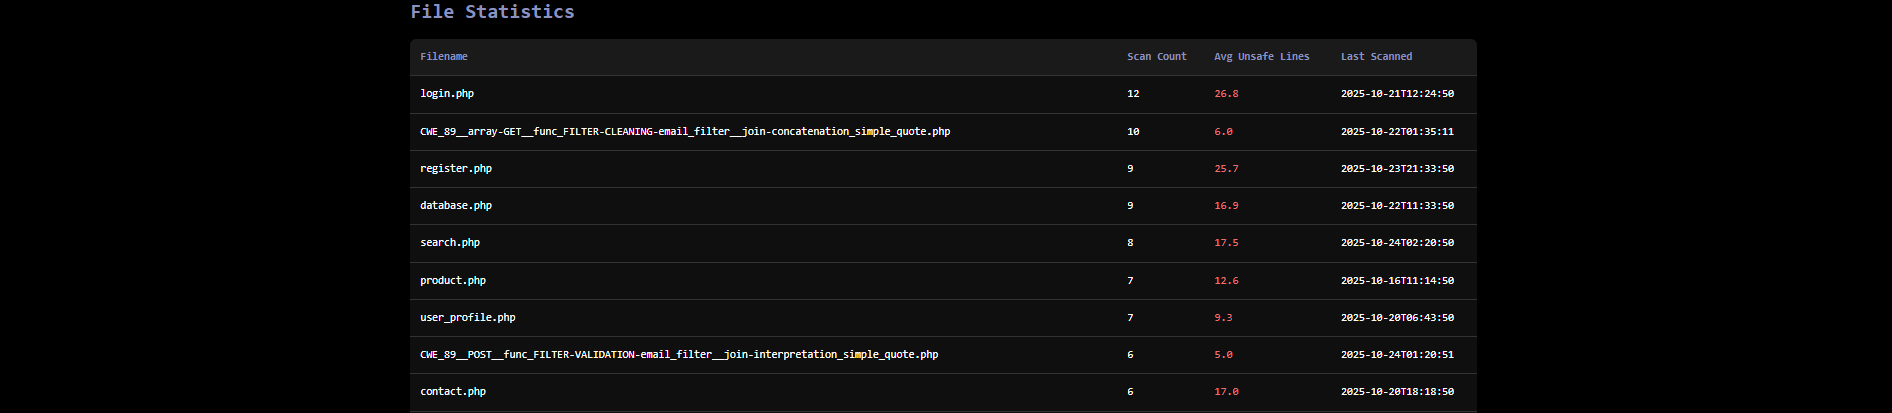 File Statistics
Filename Scan Count Avg Unsafe Lines Last Scanned
login.php 12 26.8 2025-10-21T12:24:50
CWE_89__array-GET__func_FILTER-CLEANING-email_filter__join-concatenation_simple_quote.php 10 6.0 2025-10-22T01:35:11
register.php 9 25.7 2025-10-23T21:33:50
database.php 9 16.9 2025-10-22T11:33:50
search.php 8 17.5 2025-10-24T02:20:50
product.php 7 12.6 2025-10-16T11:14:50
user_profile.php 7 9.3 2025-10-20T06:43:50
CWE_89__POST__func_FILTER-VALIDATION-email_filter__join-interpretation_simple_quote.php 6 5.0 2025-10-24T01:20:51
contact.php 6 17.0 2025-10-20T18:18:50